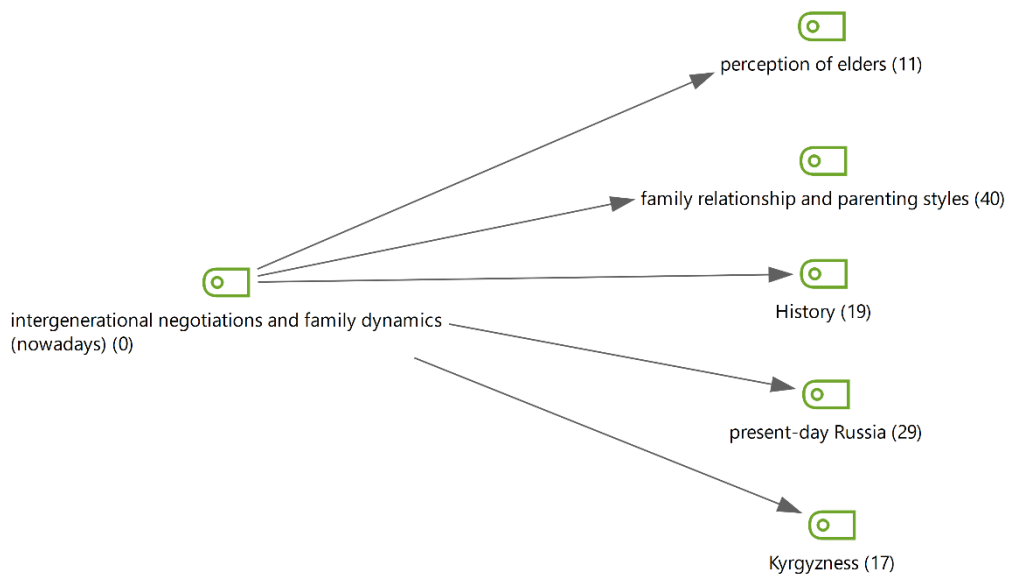 perception of elders (11)
family relationship and parenting styles (40)
History (19)
intergenerational negotiations and family dynamics
(nowadays) (0)
present-day Russia (29)
Kyrgyzness (17)